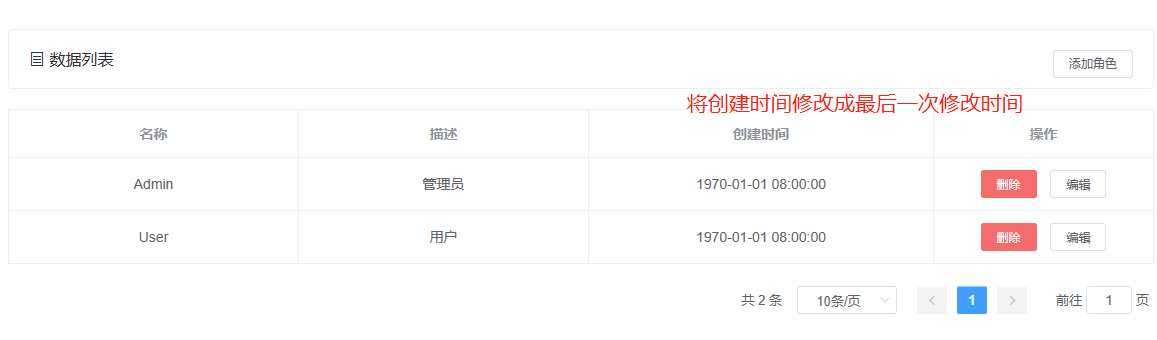 数据列表
添加角色
将创建时间修改成最后一次修改时间
名称 描述 创建时间 操作
Admin 管理员 1970-01-01 08:00:00 删除 编辑
User 用户 1970-01-01 08:00:00 删除 编辑
共 2 条 10条/页 1 前往 1 页